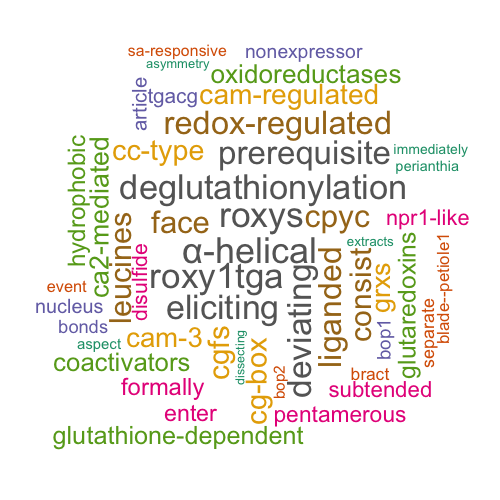 sa-responsive
nonexpressor
asymmetry
oxidoreductases
article
tgacg
cam-regulated
redox-regulated
hydrophobic
ca2-mediated
cc-type
prerequisite
immediately
perianthia
deglutathionylation
leucines
face
roxys
cpyc
npr1-like
disulfide
α-helical
extracts
event
roxy1tga
deviating
liganded
consist
grxs
glutaredoxins
blade--petiole1
nucleus
eliciting
separate
bonds
cam-3
cgfs
bop1
aspect
dissecting
cg-box
coactivators
bop2
bract
formally
subtended
enter
pentamerous
glutathione-dependent